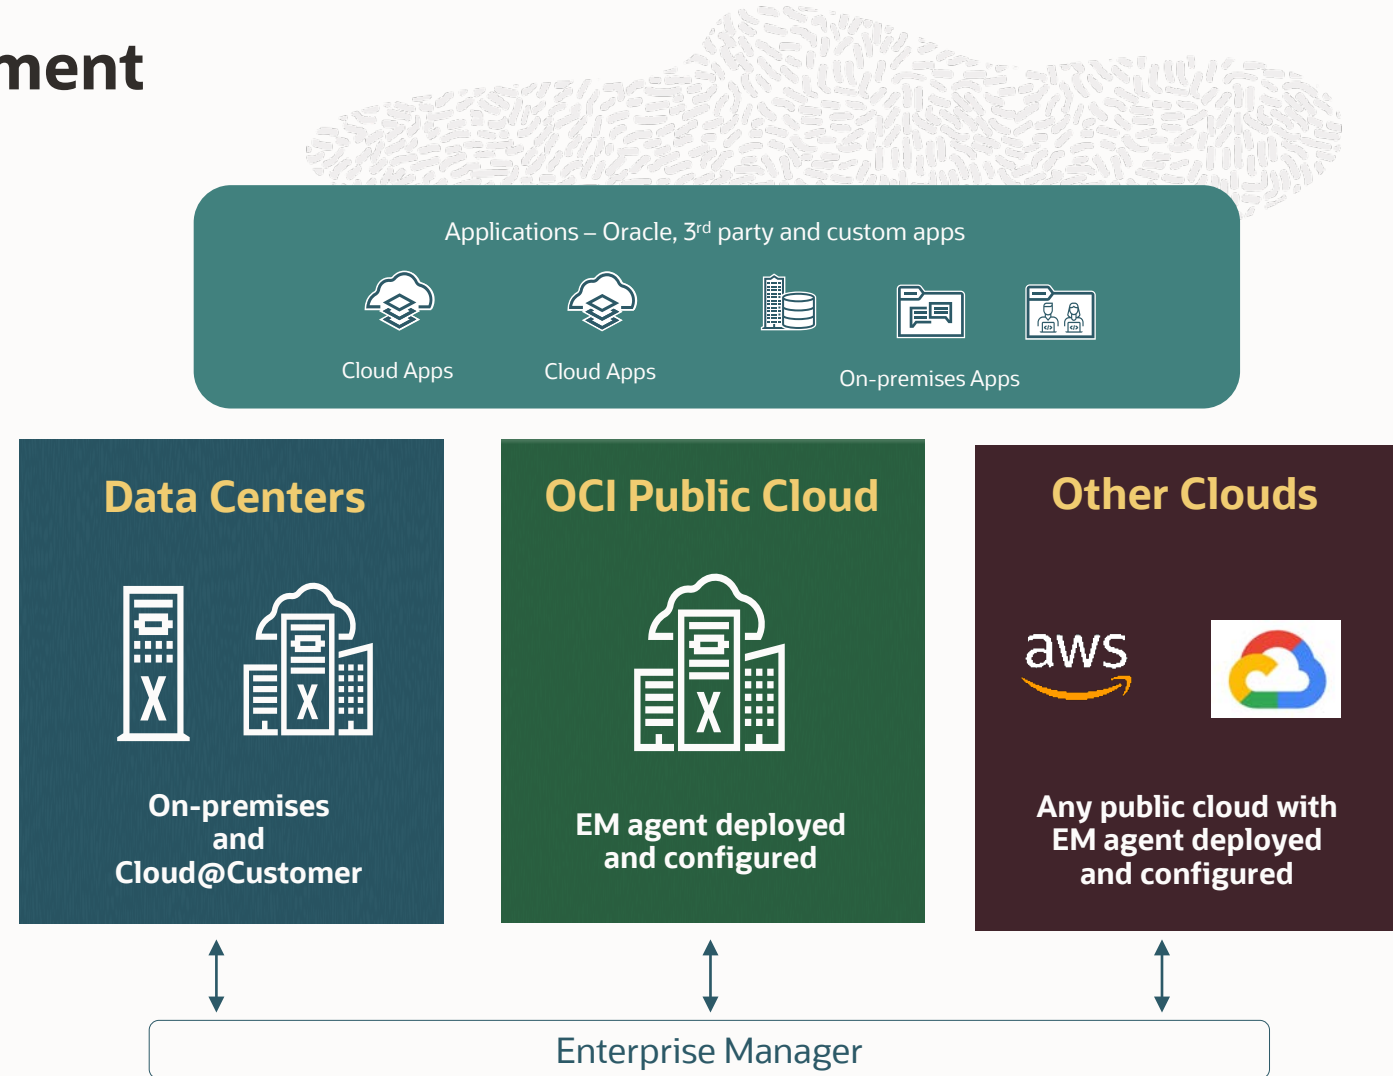 ment
Applications – Oracle, 3rd party and custom apps
Cloud Apps
Cloud Apps
On-premises Apps
Data Centers
X
X
On-premises
and
Cloud@Customer
OCI Public Cloud
X
EM agent deployed
and configured
Other Clouds
aws
Any public cloud with
EM agent deployed
and configured
Enterprise Manager